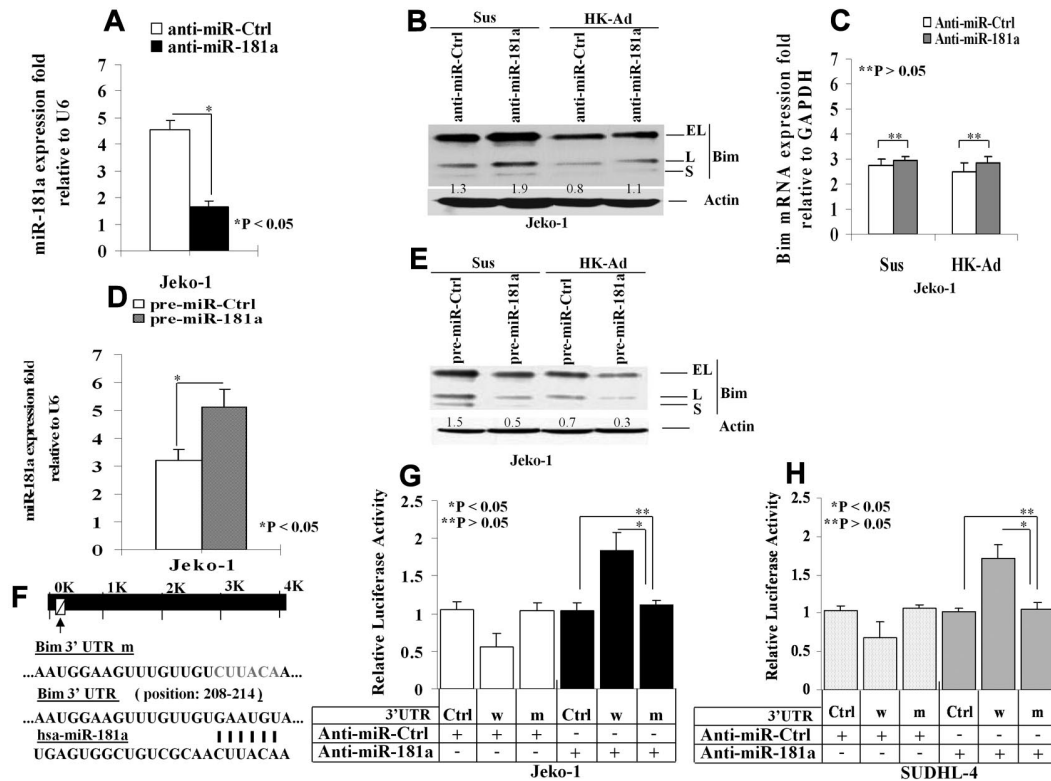 A
anti-miR-Ctrl
anti-miR-181a
miR-181a expression fold
relative to U6
7
6
5
4
3
2
1
0
*
*P < 0.05
Jeko-1
B
Sus
HK-Ad
anti-miR-Ctrl
anti-miR-181a
anti-miR-Ctrl
anti-miR-181a
EL
L
S
Bim
1.3 1.9 0.8 1.1
Actin
Jeko-1
C
Anti-miR-Ctrl
Anti-miR-181a
Bim mRNA expression fold
relative to GAPDH
**P > 0.05
7
6
5
4
3
2
1
0
** **
Sus HK-Ad
Jeko-1
D
pre-miR-Ctrl
pre-miR-181a
miR-181a expression fold
relative to U6
7
6
5
4
3
2
1
0
*
*P < 0.05
Jeko-1
E
Sus
HK-Ad
pre-miR-Ctrl
pre-miR-181a
pre-miR-Ctrl
pre-miR-181a
EL
L
S
Bim
1.5 0.5 0.7 0.3
Actin
Jeko-1
F
0K 1K 2K 3K 4K
Bim 3' UTR m
...AAUGGAAGUUUGUUGUCUUACAA...
Bim 3' UTR ( position: 208-214 )
...AAUGGAAGUUUGUUGUGUGAAUGUA...
hsa-miR-181a
UGAGUGGCUGUCGCAACUUACAA
G
*P < 0.05
**P > 0.05
Relative Luciferase Activity
2.5
2
1.5
1
0.5
0
**
*
3'UTR Ctrl w m Ctrl w m
Anti-miR-Ctrl + + + - - -
Anti-miR-181a - - - + + +
Jeko-1
H
*P < 0.05
**P > 0.05
Relative Luciferase Activity
2.5
2
1.5
1
0.5
0
**
*
3'UTR Ctrl w m Ctrl w m
Anti-miR-Ctrl + + + - - -
Anti-miR-181a - - - + + +
SUDHL-4